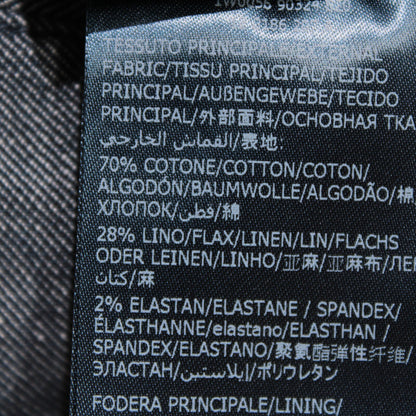 TESSUTO PRINCIPALE/EXTERNAL
FABRIC/TISSU PRINCIPAL/TEJIDO
PRINCIPAL/AUßENGEWEBE/TECIDO
PRINCIPAL/外部面料/ОСНОВНАЯ ТКА
القماش الخارجي/表地:
70% COTONE/COTTON/COTON/
ALGODÓN/BAUMWOLLE/ALGODÃO/棉
ХЛОПОК/قطن/綿
28% LINO/FLAX/LINEN/LIN/FLACHS
ODER LEINEN/LINHO/亚麻/亚麻布/ЛЕН
كتان/麻
2% ELASTAN/ELASTANE / SPANDEX/
ÉLASTHANNE/elastano/ELASTHAN /
SPANDEX/ELASTANO/聚氨酯弹性纤维/
ЭЛАСТАН/إيلاستين/ポリウレタン
FODERA PRINCIPALE/LINING/